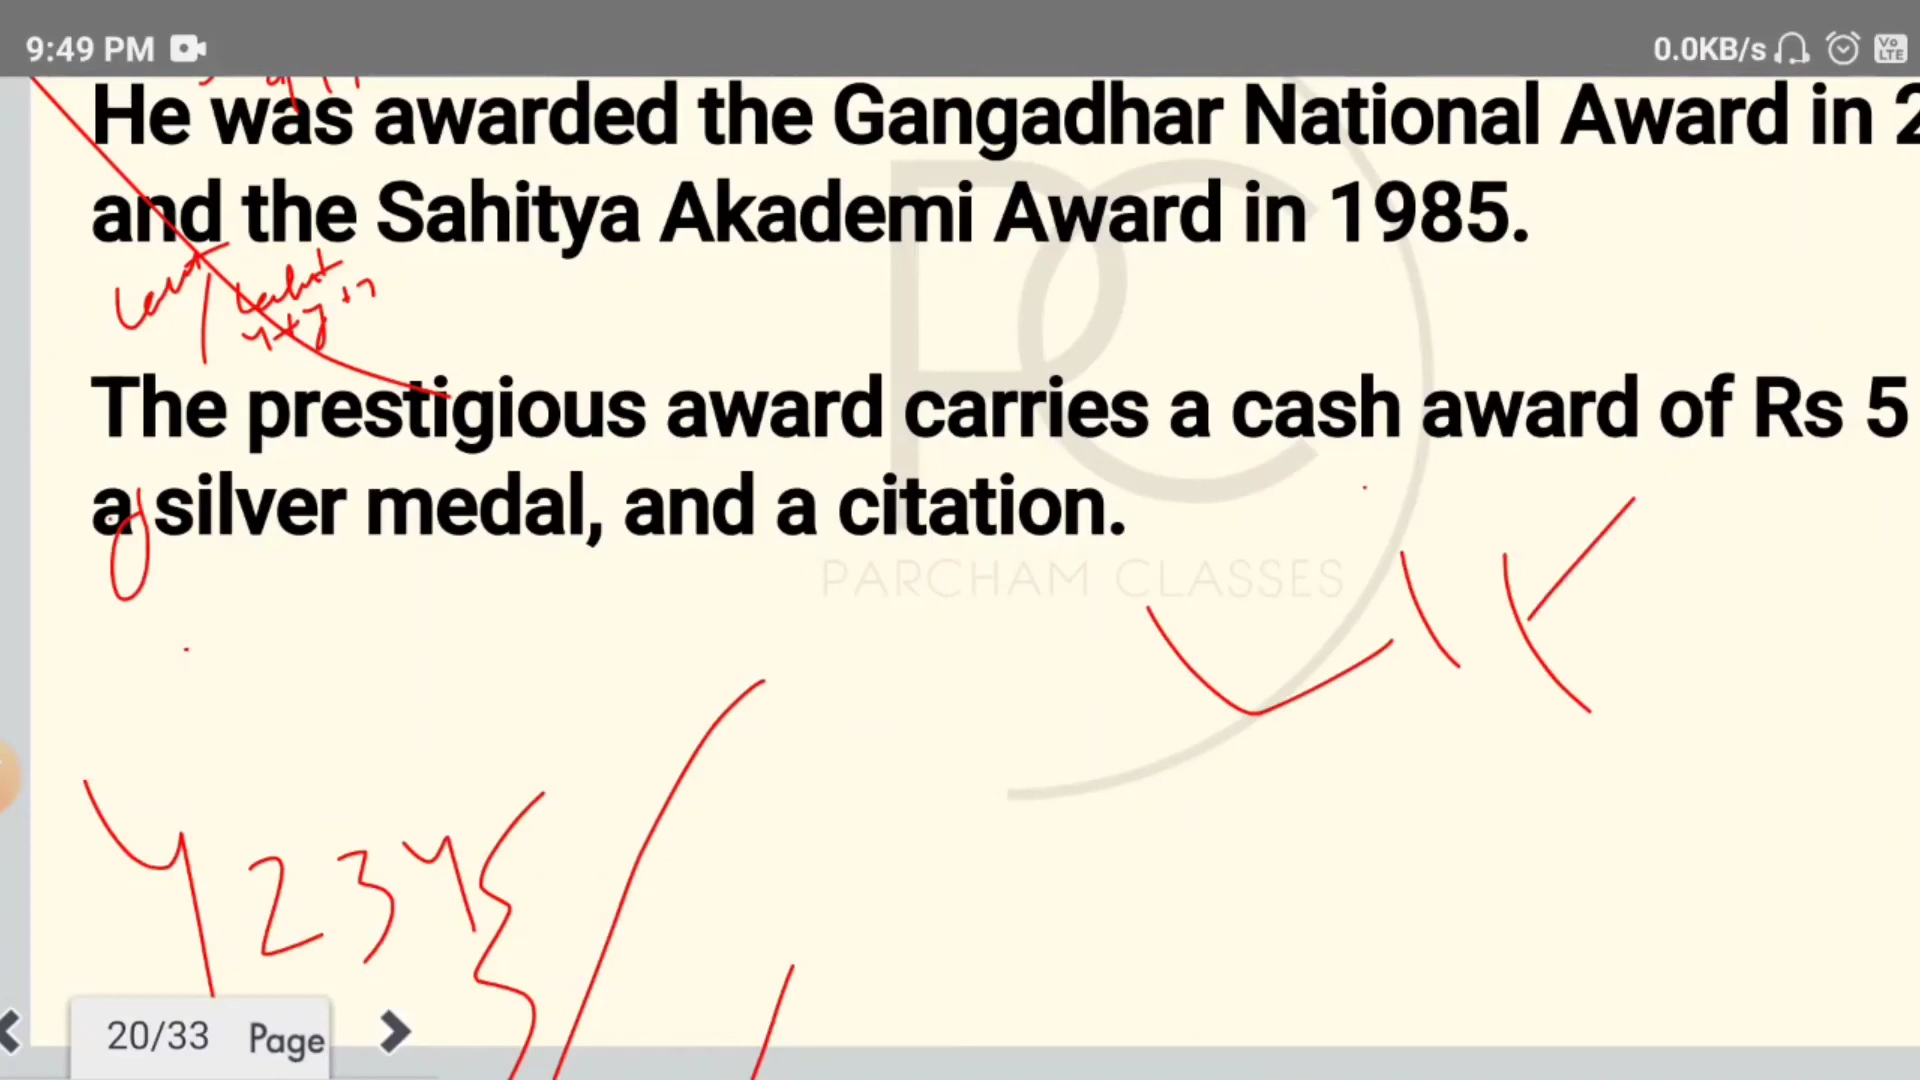 9:49 PM 0.0KB/s Vo LTE
He was awarded the Gangadhar National Award in 2
and the Sahitya Akademi Award in 1985.
The prestigious award carries a cash award of Rs 5
a silver medal, and a citation.
PARCHAM CLASSES
20/33 Page